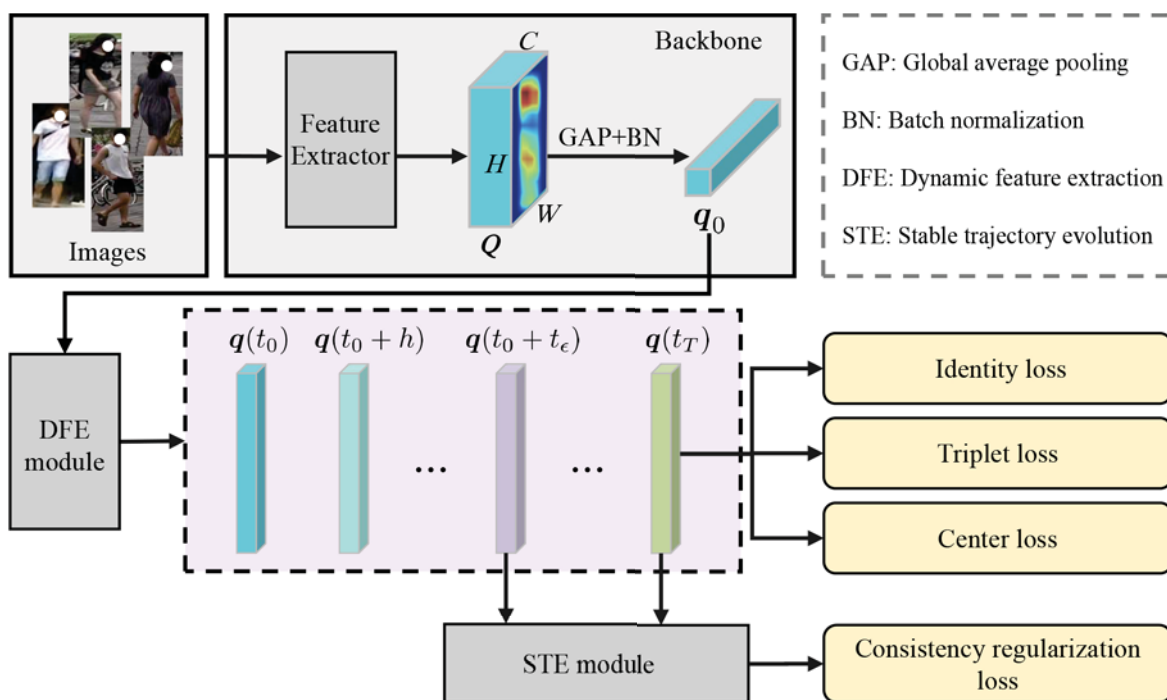 Images
Feature
Extractor
C
H
W
Q
GAP+BN
Backbone
q₀
GAP: Global average pooling
BN: Batch normalization
DFE: Dynamic feature extraction
STE: Stable trajectory evolution
DFE
module
q(t₀) q(t₀ + h) q(t₀ + tϵ) q(t_T)
... ...
Identity loss
Triplet loss
Center loss
STE module
Consistency regularization
loss